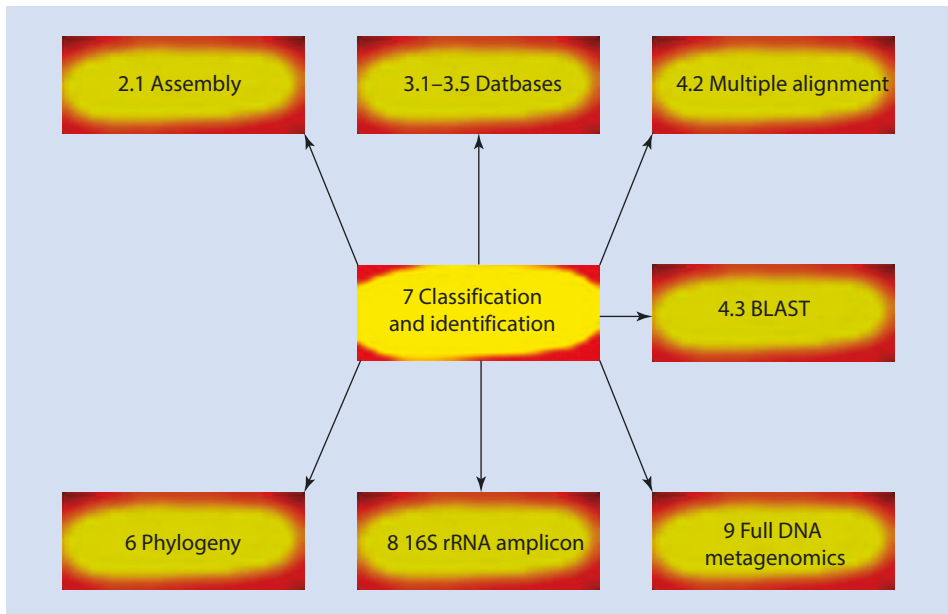 2.1 Assembly
3.1–3.5 Datbases
4.2 Multiple alignment
7 Classification
and identification
4.3 BLAST
6 Phylogeny
8 16S rRNA amplicon
9 Full DNA
metagenomics